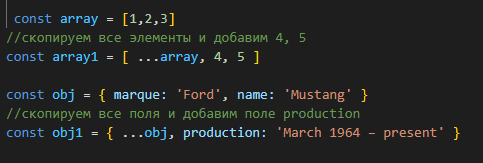 const array = [1,2,3]
//скопируем все элементы и добавим 4, 5
const array1 = [ ...array, 4, 5 ]
const obj = { marque: 'Ford', name: 'Mustang' }
//скопируем все поля и добавим поле production
const obj1 = { ...obj, production: 'March 1964 – present' }